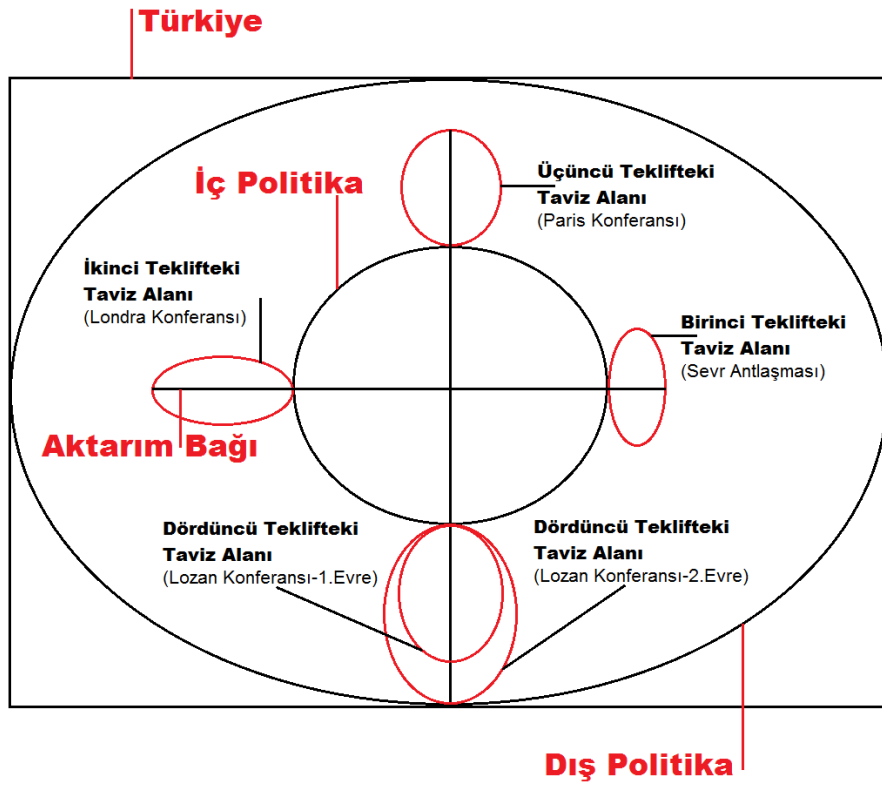 Türkiye
Üçüncü Teklifteki
Taviz Alanı
(Paris Konferansı)
İç Politika
İkinci Teklifteki
Taviz Alanı
(Londra Konferansı)
Birinci Teklifteki
Taviz Alanı
(Sevr Antlaşması)
Aktarım Bağı
Dördüncü Teklifteki
Taviz Alanı
(Lozan Konferansı-1.Evre)
Dördüncü Teklifteki
Taviz Alanı
(Lozan Konferansı-2.Evre)
Dış Politika